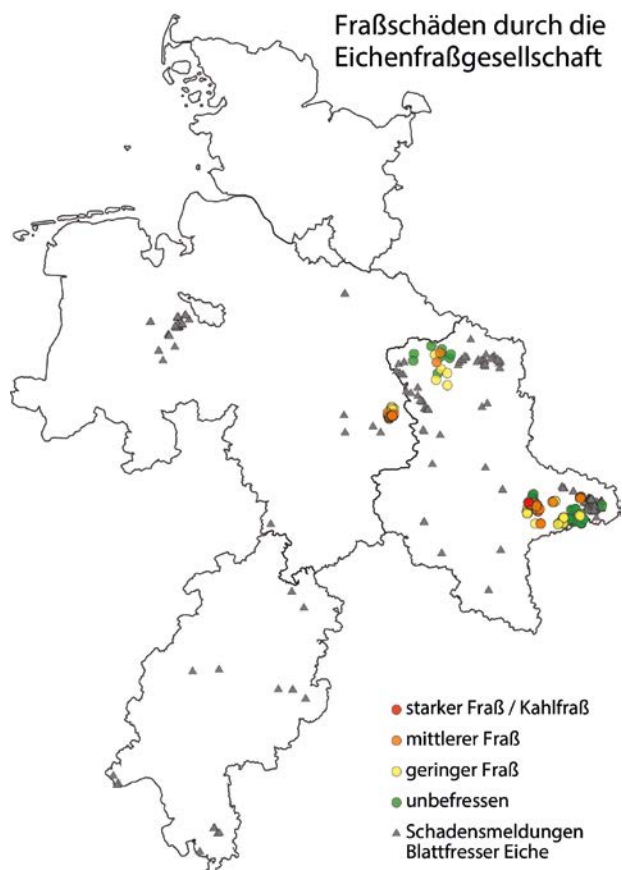 Fraßschäden durch die
Eichenfraßgesellschaft
starker Fraß / Kahlfraß
mittlerer Fraß
geringer Fraß
unbefressen
Schadensmeldungen
Blattfresser Eiche